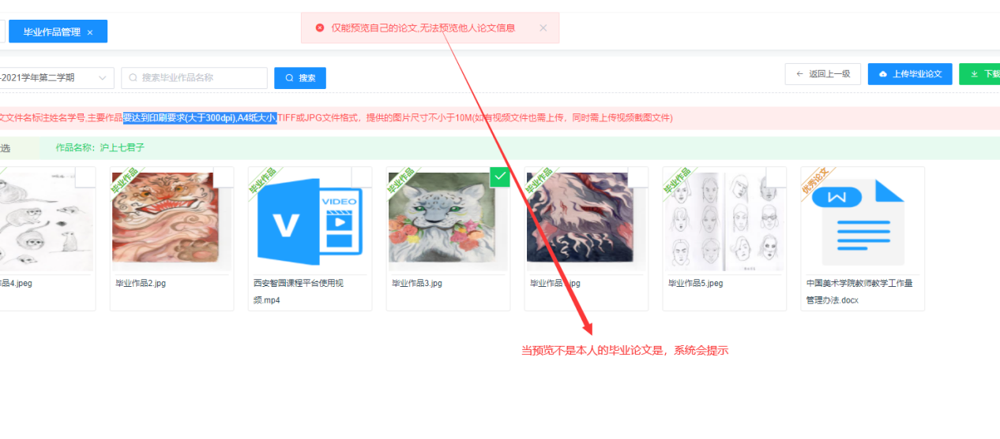 仅能预览自己的论文,无法预览他人论文信息
毕业作品管理 ×
-2021学年第二学期
搜索毕业作品名称
搜索
← 返回上一级
上传毕业论文
下载
文文件名标注姓名学号,主要作品要达到印刷要求(大于300dpi),A4纸大小,TIFF或JPG文件格式，提供的图片尺寸不小于10M(如有视频文件也需上传，同时需上传视频截图文件)
选
作品名称：沪上七君子
毕业作品
毕业作品
毕业作品
毕业作品
毕业作品
优秀论文
V
VIDEO
W
品4.jpeg
毕业作品2.jpg
西安智园课程平台使用视
频.mp4
毕业作品3.jpg
毕业作品.jpg
毕业作品5.jpeg
中国美术学院教师教学工作量
管理办法.docx
当预览不是本人的毕业论文是，系统会提示